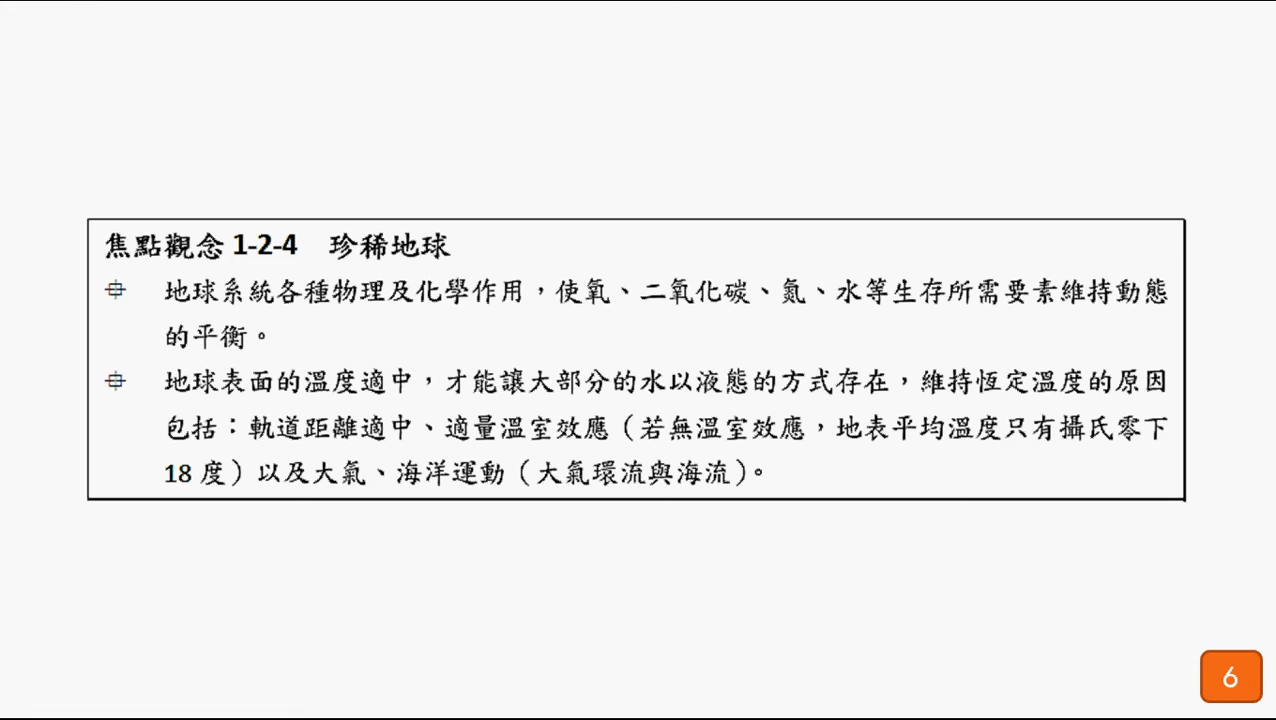 焦點觀念 1-2-4　珍稀地球
地球系統各種物理及化學作用，使氧、二氧化碳、氮、水等生存所需要素維持動態
的平衡。
地球表面的溫度適中，才能讓大部分的水以液態的方式存在，維持恆定溫度的原因
包括：軌道距離適中、適量溫室效應（若無溫室效應，地表平均溫度只有攝氏零下
18 度）以及大氣、海洋運動（大氣環流與海流）。
6